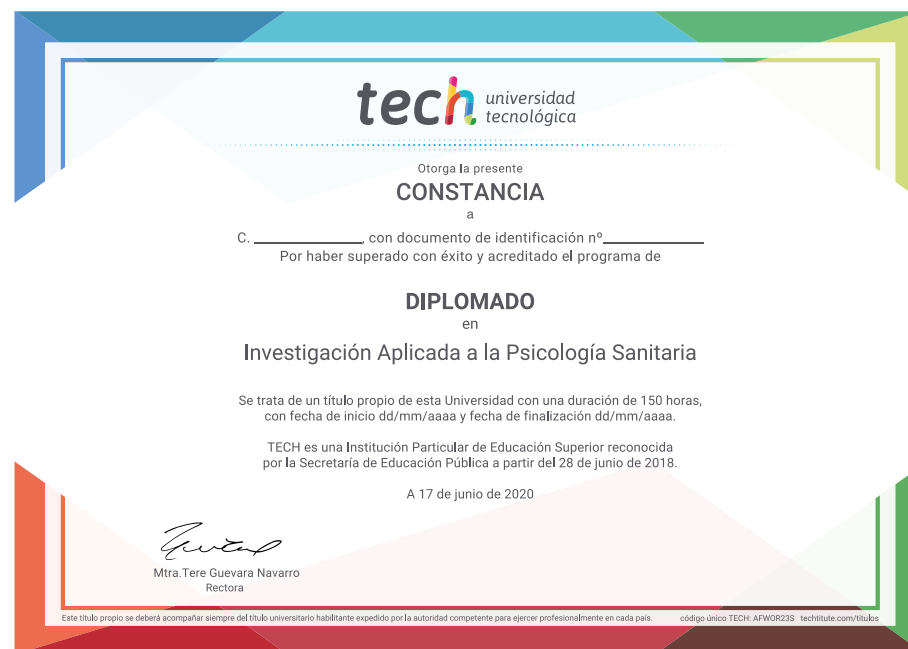 tech universidad
tecnológica
Otorga la presente
CONSTANCIA
a
C. ____________, con documento de identificación nº____________
Por haber superado con éxito y acreditado el programa de
DIPLOMADO
en
Investigación Aplicada a la Psicología Sanitaria
Se trata de un título propio de esta Universidad con una duración de 150 horas,
con fecha de inicio dd/mm/aaaa y fecha de finalización dd/mm/aaaa.
TECH es una Institución Particular de Educación Superior reconocida
por la Secretaría de Educación Pública a partir del 28 de junio de 2018.
A 17 de junio de 2020
Mtra.Tere Guevara Navarro
Rectora
Este título propio se deberá acompañar siempre del título universitario habilitante expedido por la autoridad competente para ejercer profesionalmente en cada país. código único TECH: AFWOR23S techtitute.com/titulos